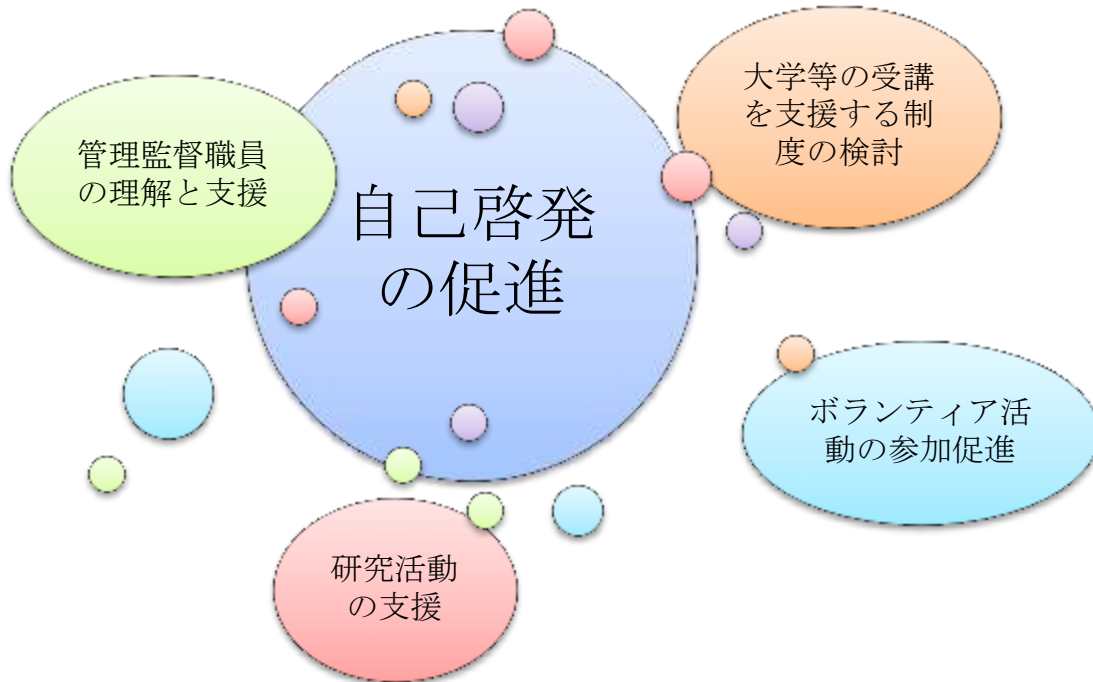 管理監督職員
の理解と支援
自己啓発
の促進
大学等の受講
を支援する制
度の検討
ボランティア活
動の参加促進
研究活動
の支援